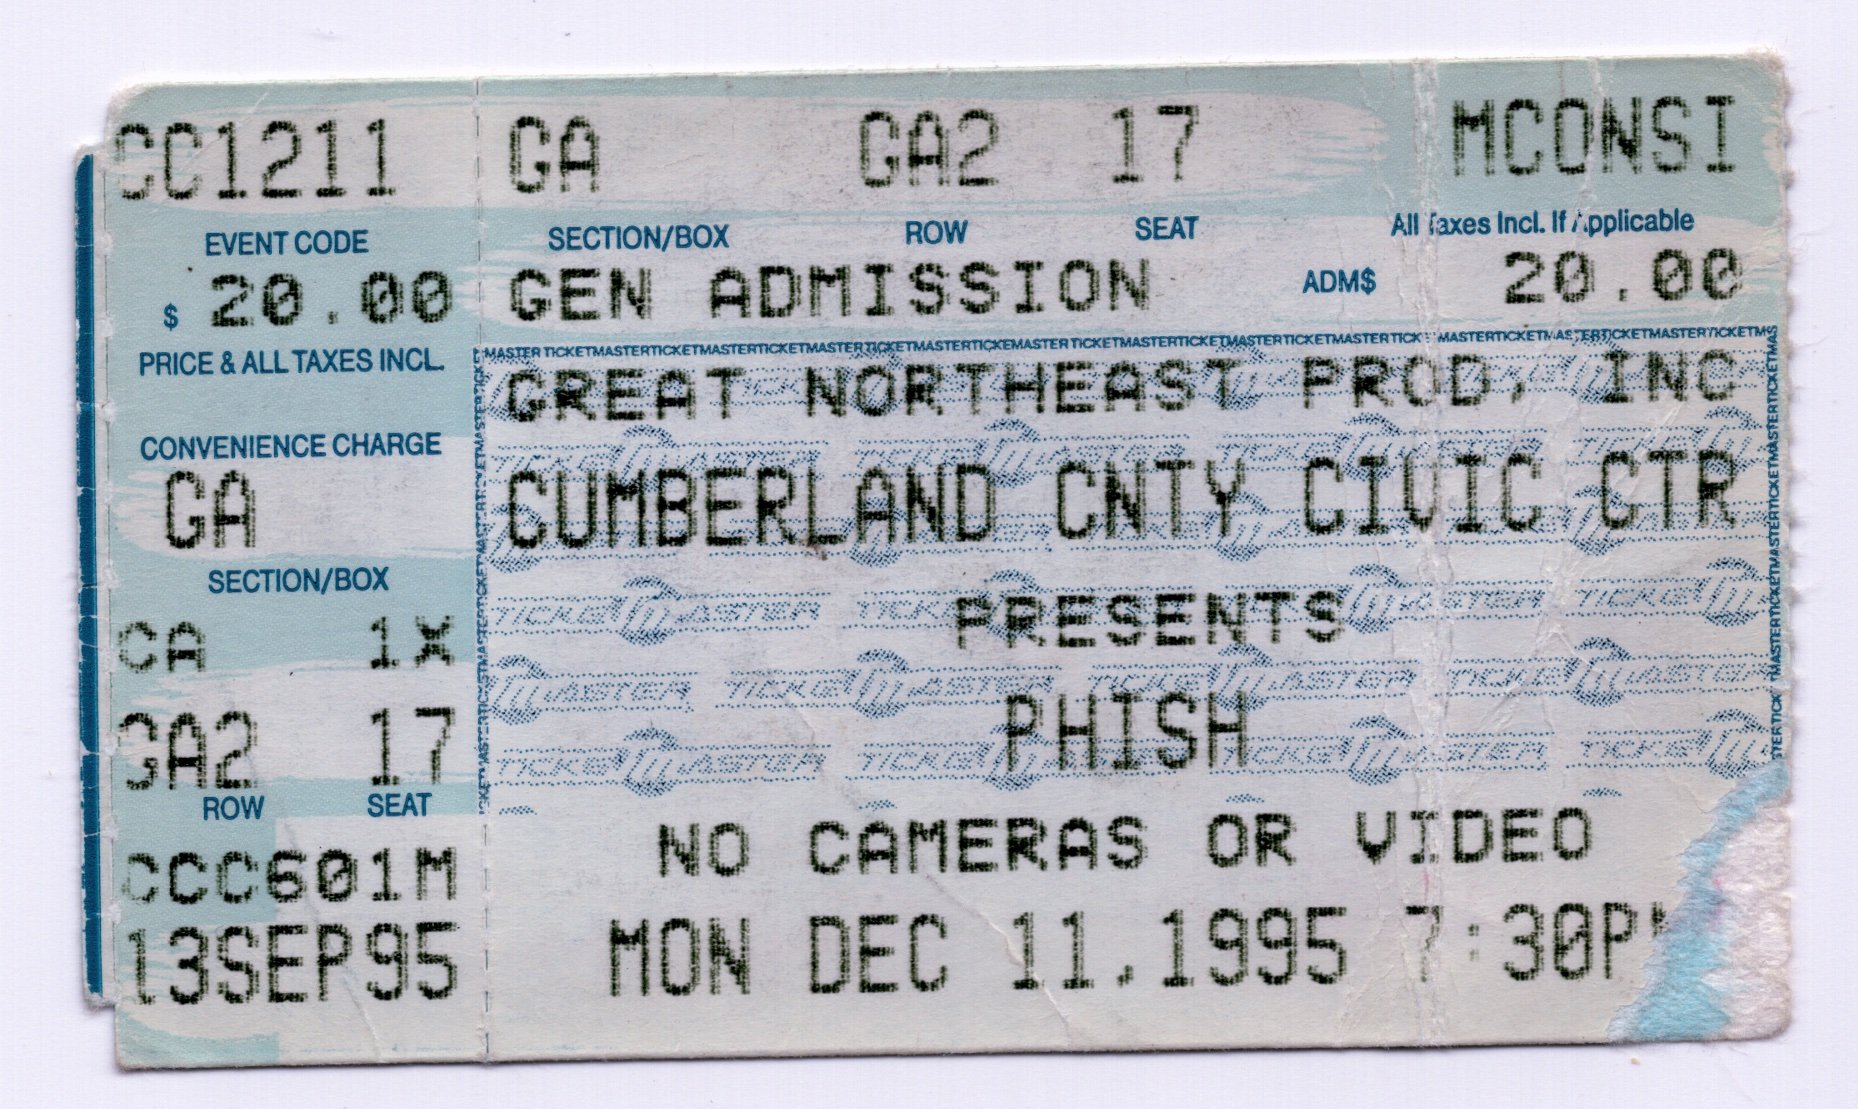 CC1211 GA GA2 17 MCONSI
EVENT CODE SECTION/BOX ROW SEAT All Taxes Incl. If Applicable
$ 20.00 GEN ADMISSION ADM$ 20.00
PRICE & ALL TAXES INCL.
GREAT NORTHEAST PROD, INC
CONVENIENCE CHARGE
GA CUMBERLAND CNTY CIVIC CTR
SECTION/BOX
CA 1X PRESENTS
GA2 17 PHISH
ROW SEAT
NO CAMERAS OR VIDEO
CCC601M
13SEP95 MON DEC 11,1995 7:30PM